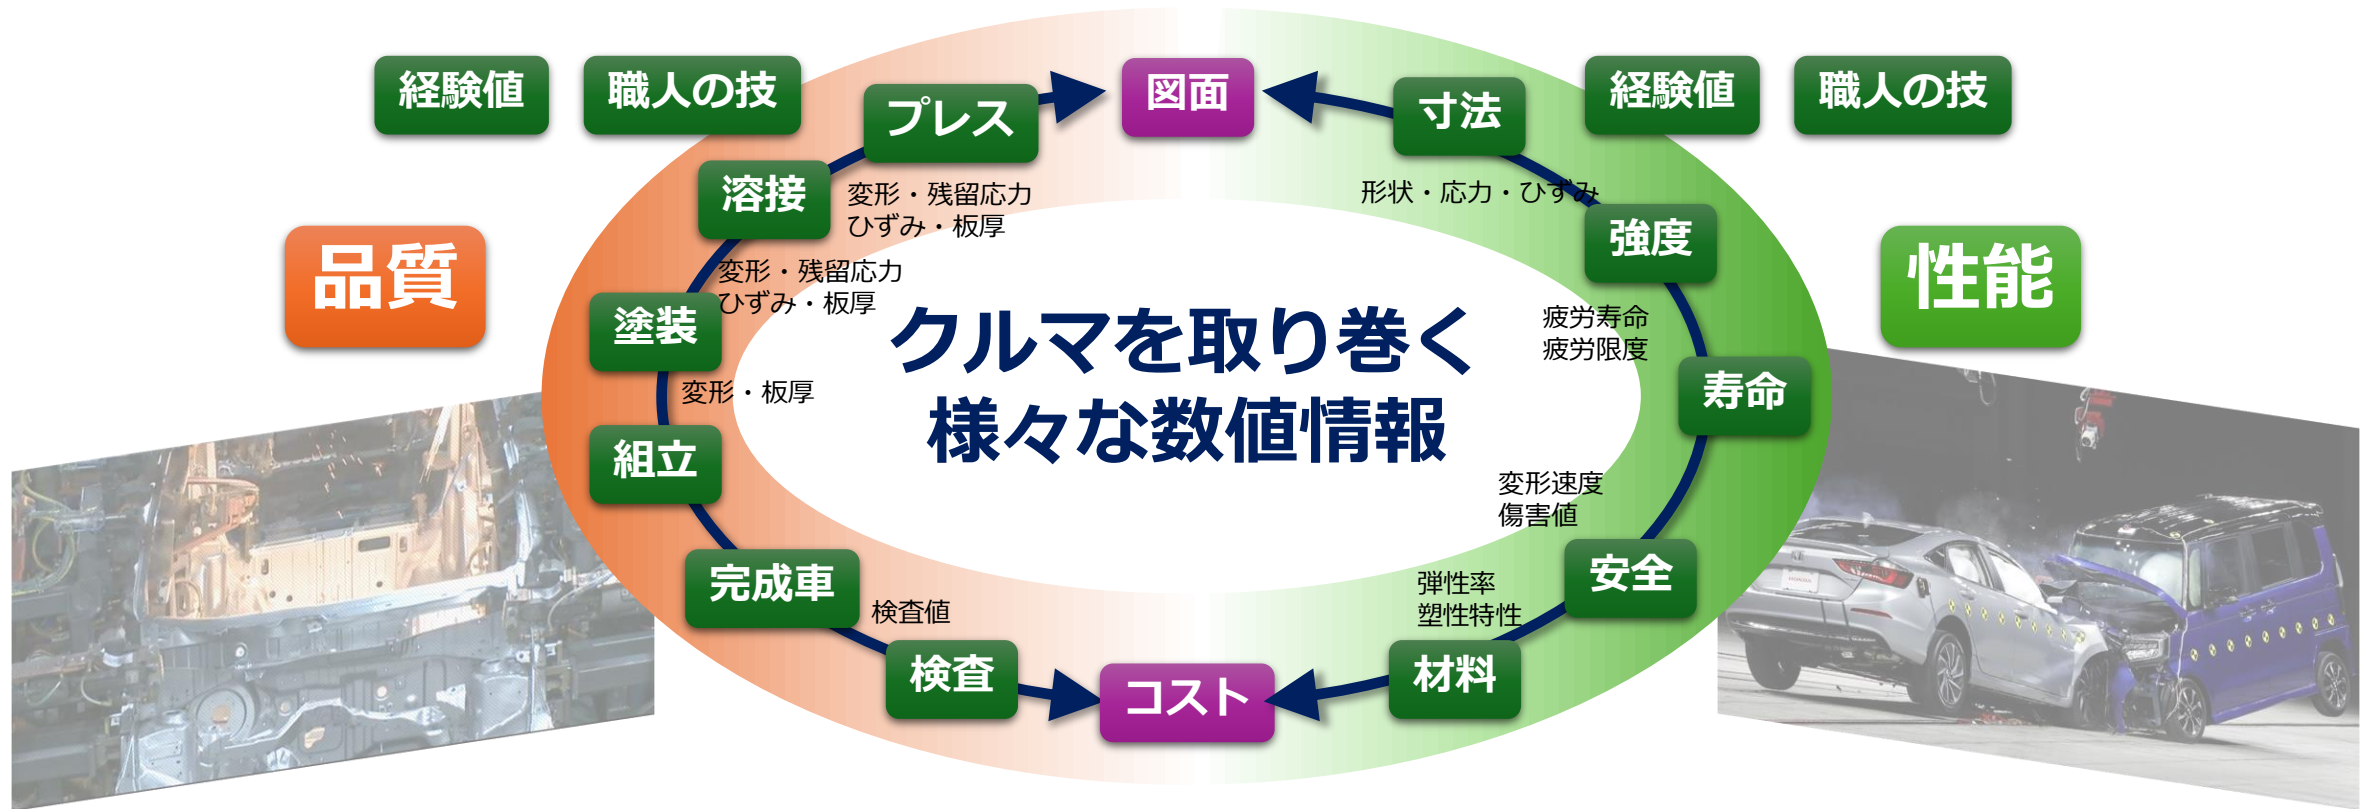 経験値
職人の技
プレス
図面
寸法
経験値
職人の技
溶接
変形・残留応力
ひずみ・板厚
形状・応力・ひずみ
強度
品質
性能
変形・残留応力
ひずみ・板厚
塗装
クルマを取り巻く
様々な数値情報
疲労寿命
疲労限度
寿命
変形・板厚
組立
変形速度
傷害値
完成車
検査値
安全
弾性率
塑性特性
検査
コスト
材料